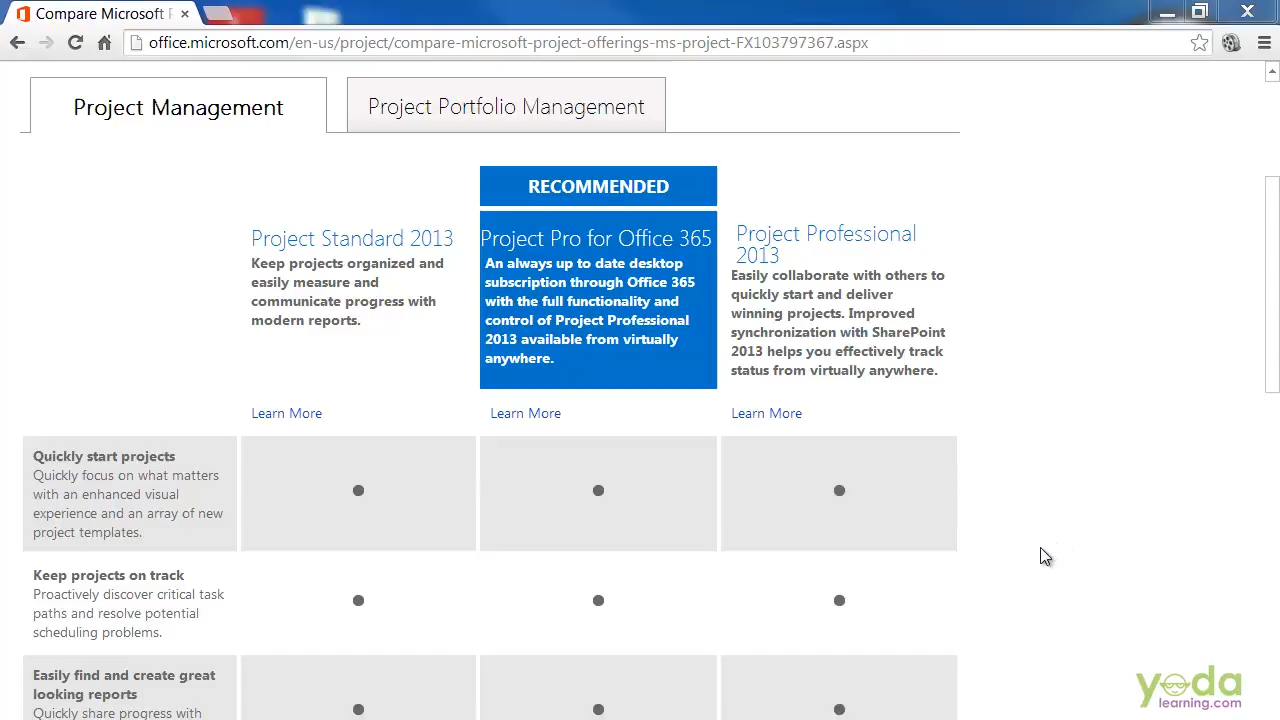 Compare Microsoft P
office.microsoft.com/en-us/project/compare-microsoft-project-offerings-ms-project-FX103797367.aspx
Project Management
Project Portfolio Management
RECOMMENDED
Project Standard 2013
Keep projects organized and
easily measure and
communicate progress with
modern reports.
Project Pro for Office 365
An always up to date desktop
subscription through Office 365
with the full functionality and
control of Project Professional
2013 available from virtually
anywhere.
Project Professional
2013
Easily collaborate with others to
quickly start and deliver
winning projects. Improved
synchronization with SharePoint
2013 helps you effectively track
status from virtually anywhere.
Learn More
Learn More
Learn More
Quickly start projects
Quickly focus on what matters
with an enhanced visual
experience and an array of new
project templates.
Keep projects on track
Proactively discover critical task
paths and resolve potential
scheduling problems.
Easily find and create great
looking reports
Quickly share progress with
yoda
learning.com